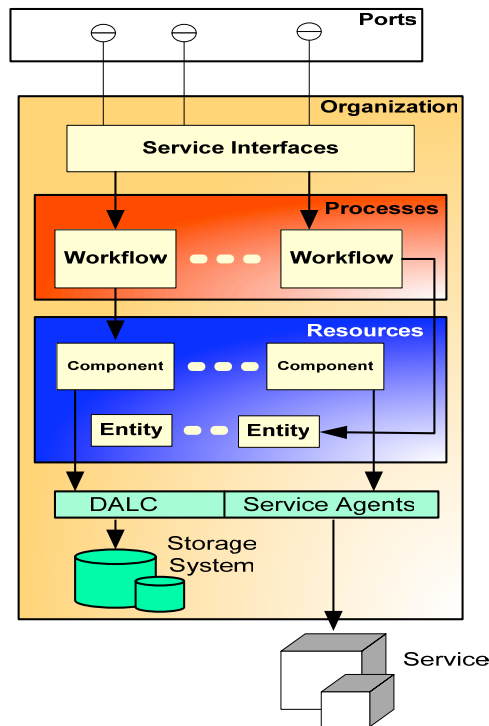 Ports
Organization
Service Interfaces
Processes
Workflow
Workflow
Resources
Component
Component
Entity
Entity
DALC
Service Agents
Storage
System
Service